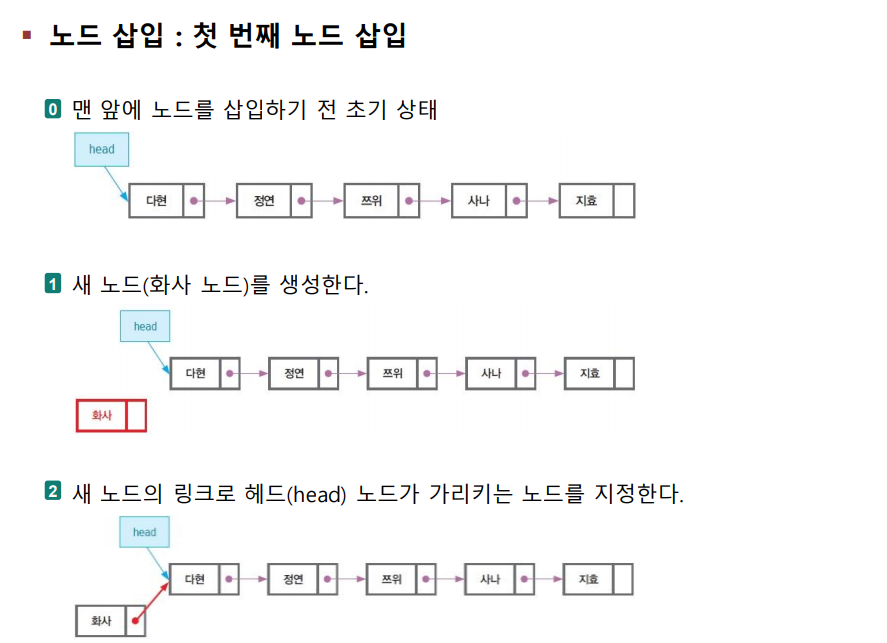 노드 삽입 : 첫 번째 노드 삽입
0 맨 앞에 노드를 삽입하기 전 초기 상태
head
다현 정연 쯔위 사나 지효
1 새 노드(화사 노드)를 생성한다.
head
다현 정연 쯔위 사나 지효
화사
2 새 노드의 링크로 헤드(head) 노드가 가리키는 노드를 지정한다.
head
다현 정연 쯔위 사나 지효
화사